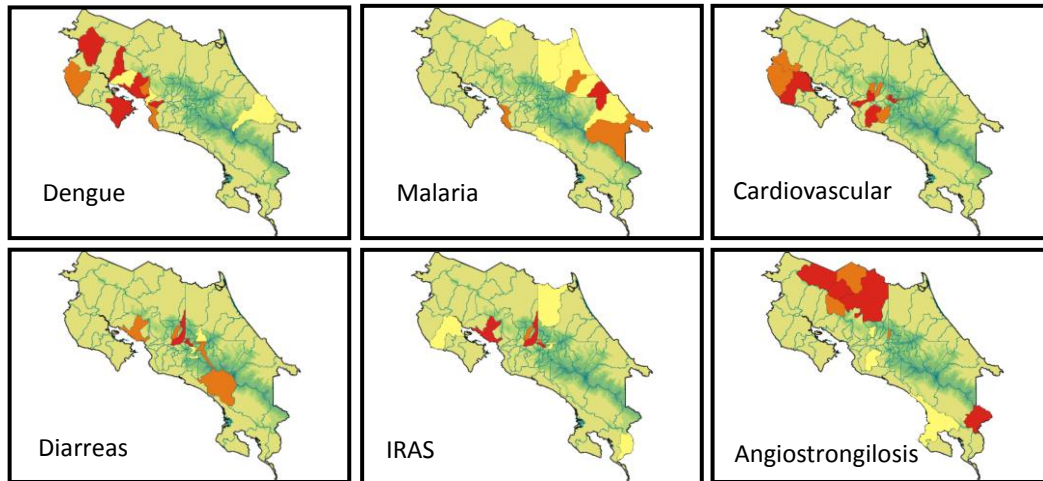 Dengue
Malaria
Cardiovascular
Diarreas
IRAS
Angiostrongilosis